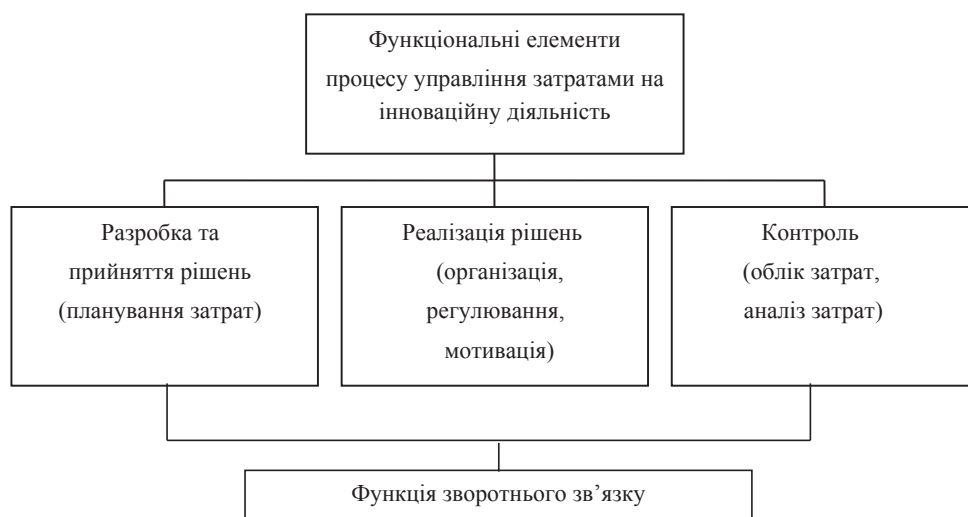 Функціональні елементи
процесу управління затратами на
інноваційну діяльність
Разробка та
прийняття рішень
(планування затрат)
Реалізація рішень
(організація,
регулювання,
мотивація)
Контроль
(облік затрат,
аналіз затрат)
Функція зворотнього зв’язку